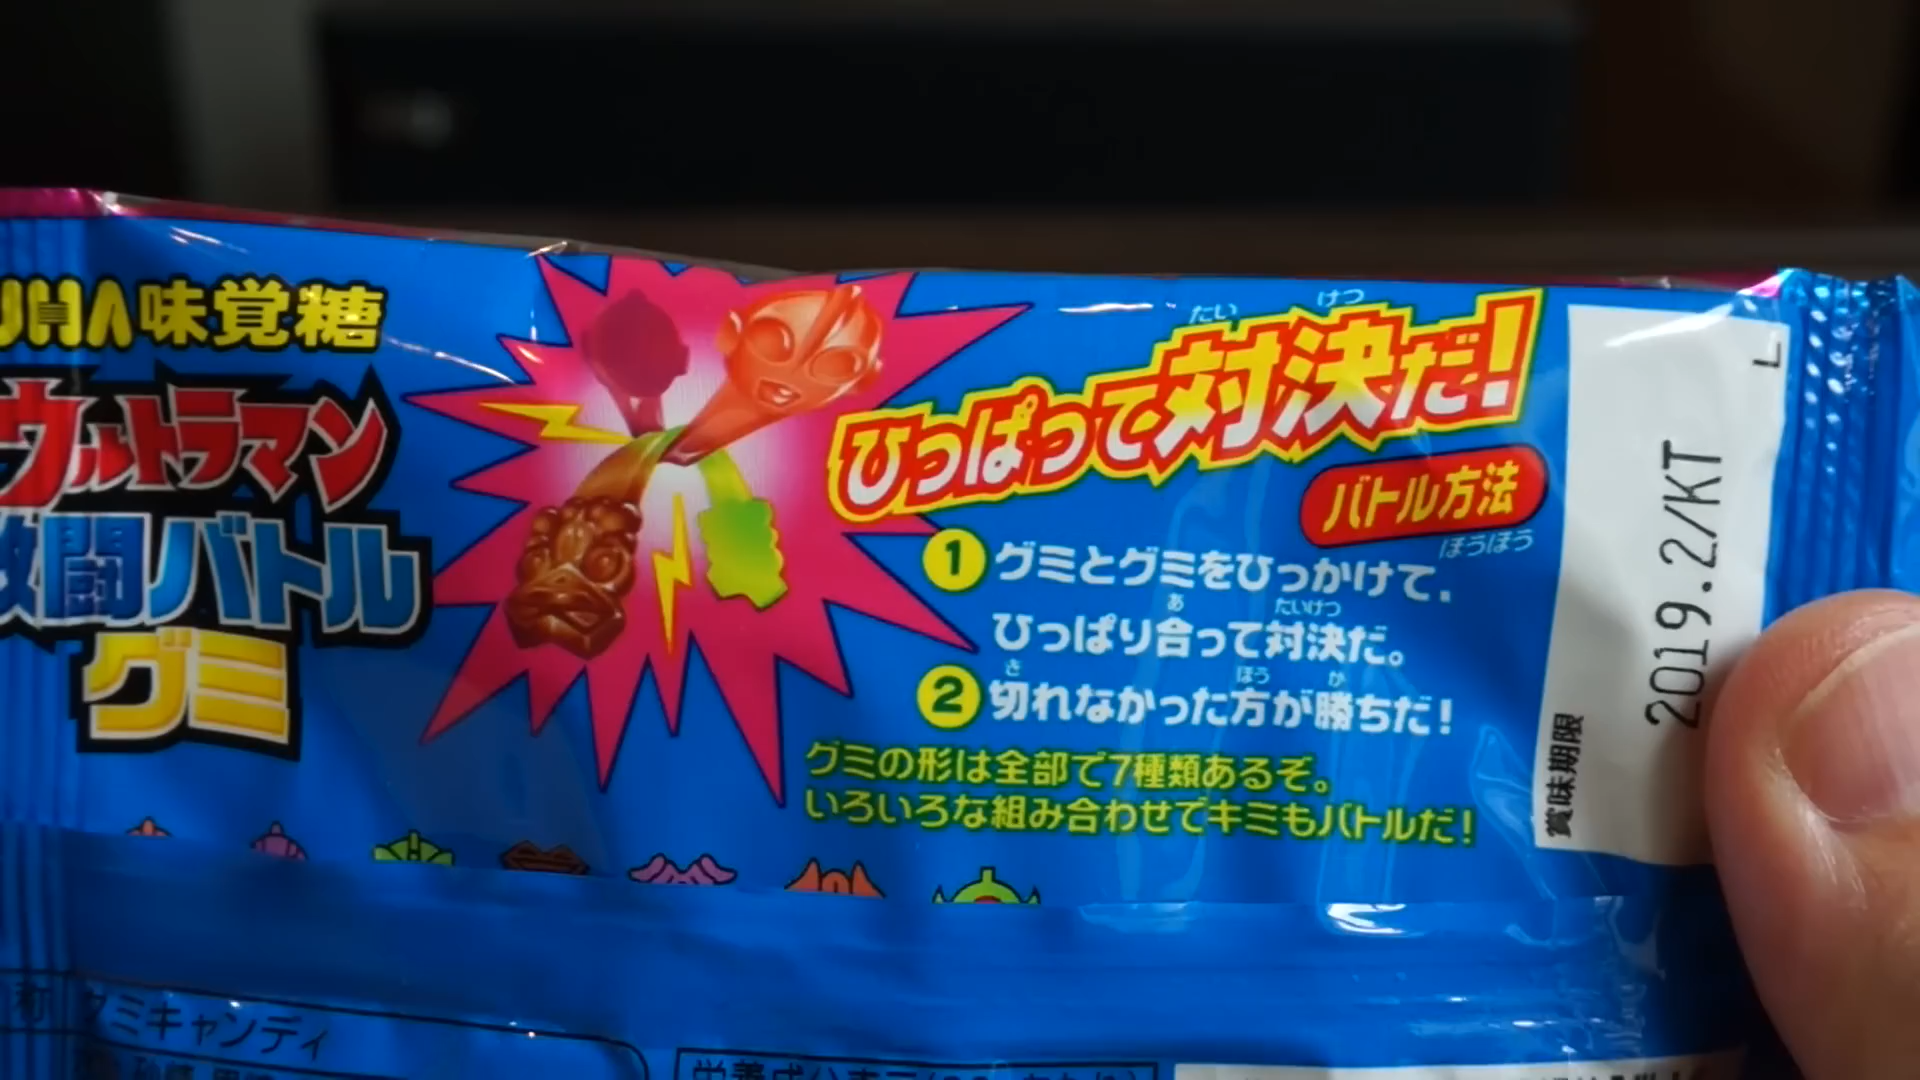 UHA味覚糖
ウルトラマン
激闘バトル
グミ
たい けつ
ひっぱって対決だ!
バトル方法
ほうほう
1 グミとグミをひっかけて、
あ たいけつ
ひっぱり合って対決だ。
き ほう か
2 切れなかった方が勝ちだ!
グミの形は全部で7種類あるぞ。
いろいろな組み合わせでキミもバトルだ!
賞味期限
2019.2/KT
L
グミキャンディ